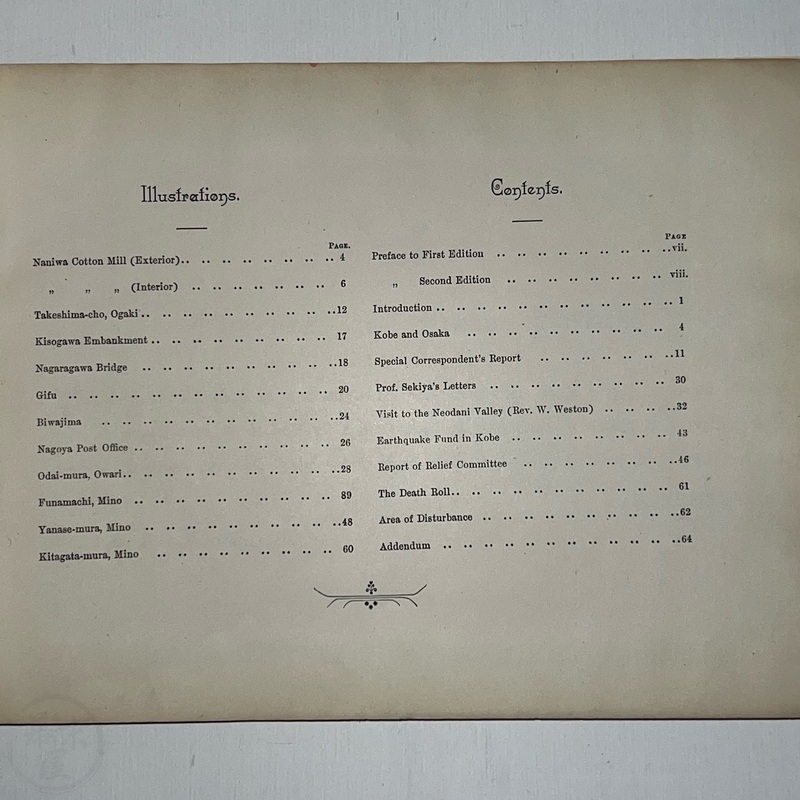 Illustrations.
PAGE.
Naniwa Cotton Mill (Exterior).. .. .. .. .. .. .. .. 4
„ „ „ (Interior) .. .. .. .. .. .. .. 6
Takeshima-cho, Ogaki .. .. .. .. .. .. .. .. .. ..12
Kisogawa Embankment .. .. .. .. .. .. .. .. .. 17
Nagaragawa Bridge .. .. .. .. .. .. .. .. .. ..18
Gifu .. .. .. .. .. .. .. .. .. .. .. .. .. 20
Biwajima .. .. .. .. .. .. .. .. .. .. .. ..24
Nagoya Post Office .. .. .. .. .. .. .. .. .. .. 26
Odai-mura, Owari.. .. .. .. .. .. .. .. .. .. ..28
Funamachi, Mino .. .. .. .. .. .. .. .. .. .. 89
Yanase-mura, Mino .. .. .. .. .. .. .. .. .. ..48
Kitagata-mura, Mino .. .. .. .. .. .. .. .. .. 60
Contents.
PAGE
Preface to First Edition .. .. .. .. .. .. .. .. ..vii.
„ Second Edition .. .. .. .. .. .. .. .. viii.
Introduction .. .. .. .. .. .. .. .. .. .. .. .. 1
Kobe and Osaka .. .. .. .. .. .. .. .. .. .. 4
Special Correspondent's Report .. .. .. .. .. .. ..11
Prof. Sekiya's Letters .. .. .. .. .. .. .. .. .. 30
Visit to the Neodani Valley (Rev. W. Weston) .. .. .. ..32
Earthquake Fund in Kobe .. .. .. .. .. .. .. .. 43
Report of Relief Committee .. .. .. .. .. .. .. ..46
The Death Roll.. .. .. .. .. .. .. .. .. .. .. 61
Area of Disturbance .. .. .. .. .. .. .. .. .. ..62
Addendum .. .. .. .. .. .. .. .. .. .. .. ..64